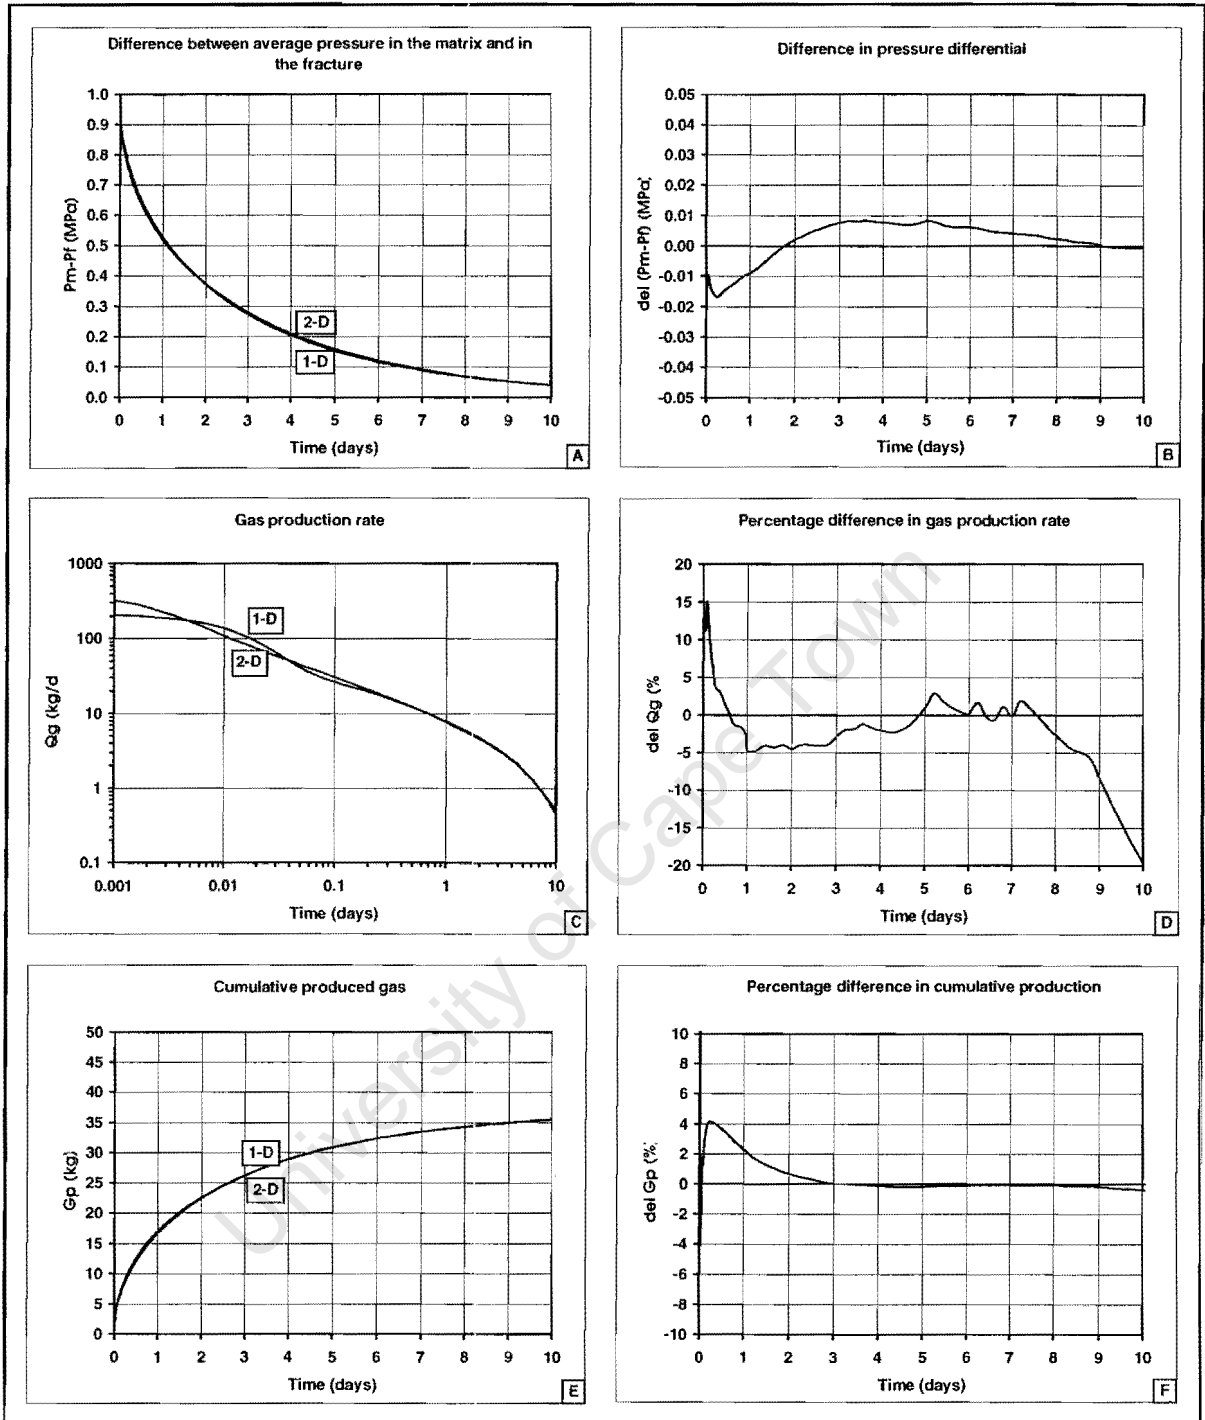 Difference between average pressure in the matrix and in
the fracture
1.0
0.9
0.8
0.7
0.6
0.5
0.4
0.3
0.2
0.1
0.0
Pm-Pf (MPa)
2-D
1-D
0 1 2 3 4 5 6 7 8 9 10
Time (days)
A
Difference in pressure differential
0.05
0.04
0.03
0.02
0.01
0.00
-0.01
-0.02
-0.03
-0.04
-0.05
del (Pm-Pf) (MPa;
0 1 2 3 4 5 6 7 8 9 10
Time (days)
B
Gas production rate
1000
100
10
1
0.1
Qg (kg/d
1-D
2-D
0.001 0.01 0.1 1 10
Time (days)
C
Percentage difference in gas production rate
20
15
10
5
0
-5
-10
-15
-20
del Qg (%
0 1 2 3 4 5 6 7 8 9 10
Time (days)
D
Cumulative produced gas
50
45
40
35
30
25
20
15
10
5
0
Gp (kg)
1-D
2-D
0 1 2 3 4 5 6 7 8 9 10
Time (days)
E
Percentage difference in cumulative production
10
8
6
4
2
0
-2
-4
-6
-8
-10
del Gp (%;
0 1 2 3 4 5 6 7 8 9 10
Time (days)
F
University of Cape Town